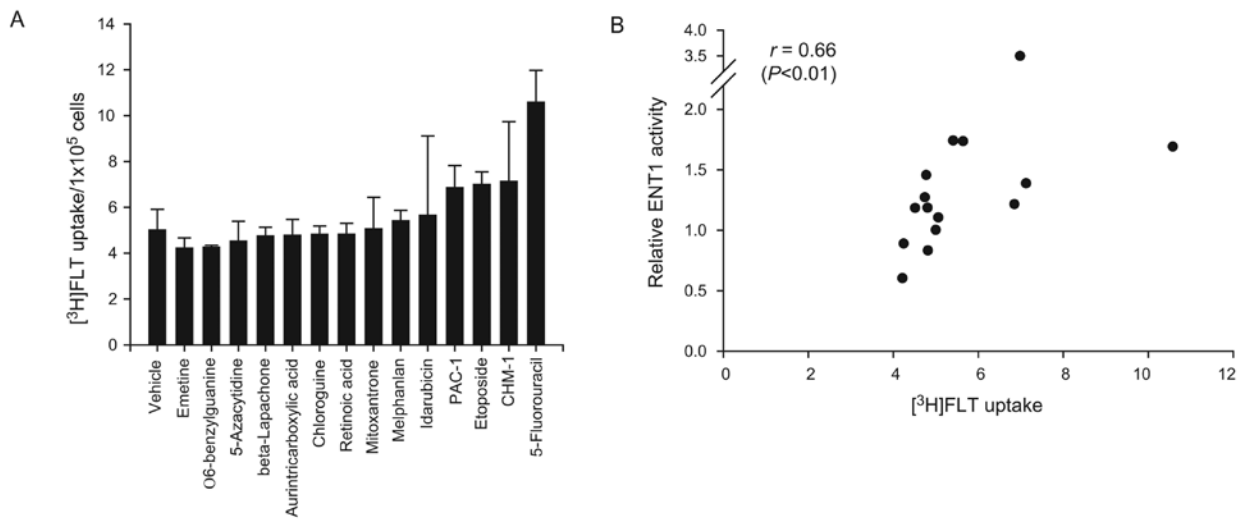 A
[³H]FLT uptake/1x10⁵ cells
14
12
10
8
6
4
2
0
Vehicle
Emetine
O6-benzylguanine
5-Azacytidine
beta-Lapachone
Aurintricarboxylic acid
Chloroguine
Retinoic acid
Mitoxantrone
Melphanlan
Idarubicin
PAC-1
Etoposide
CHM-1
5-Fluorouracil
B
r = 0.66
(P<0.01)
Relative ENT1 activity
4.0
3.5
2.0
1.5
1.0
0.5
0.0
0 2 4 6 8 10 12
[³H]FLT uptake